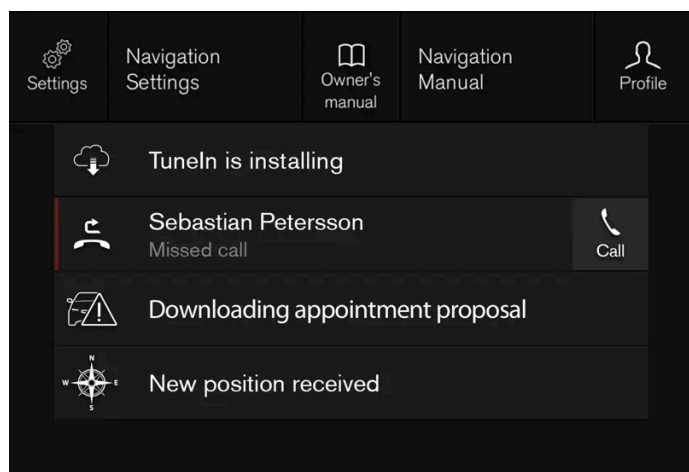 Settings
Navigation
Settings
Owner's
manual
Navigation
Manual
Profile
TuneIn is installing
Sebastian Petersson
Missed call
Call
Downloading appointment proposal
N
W E
S
New position received